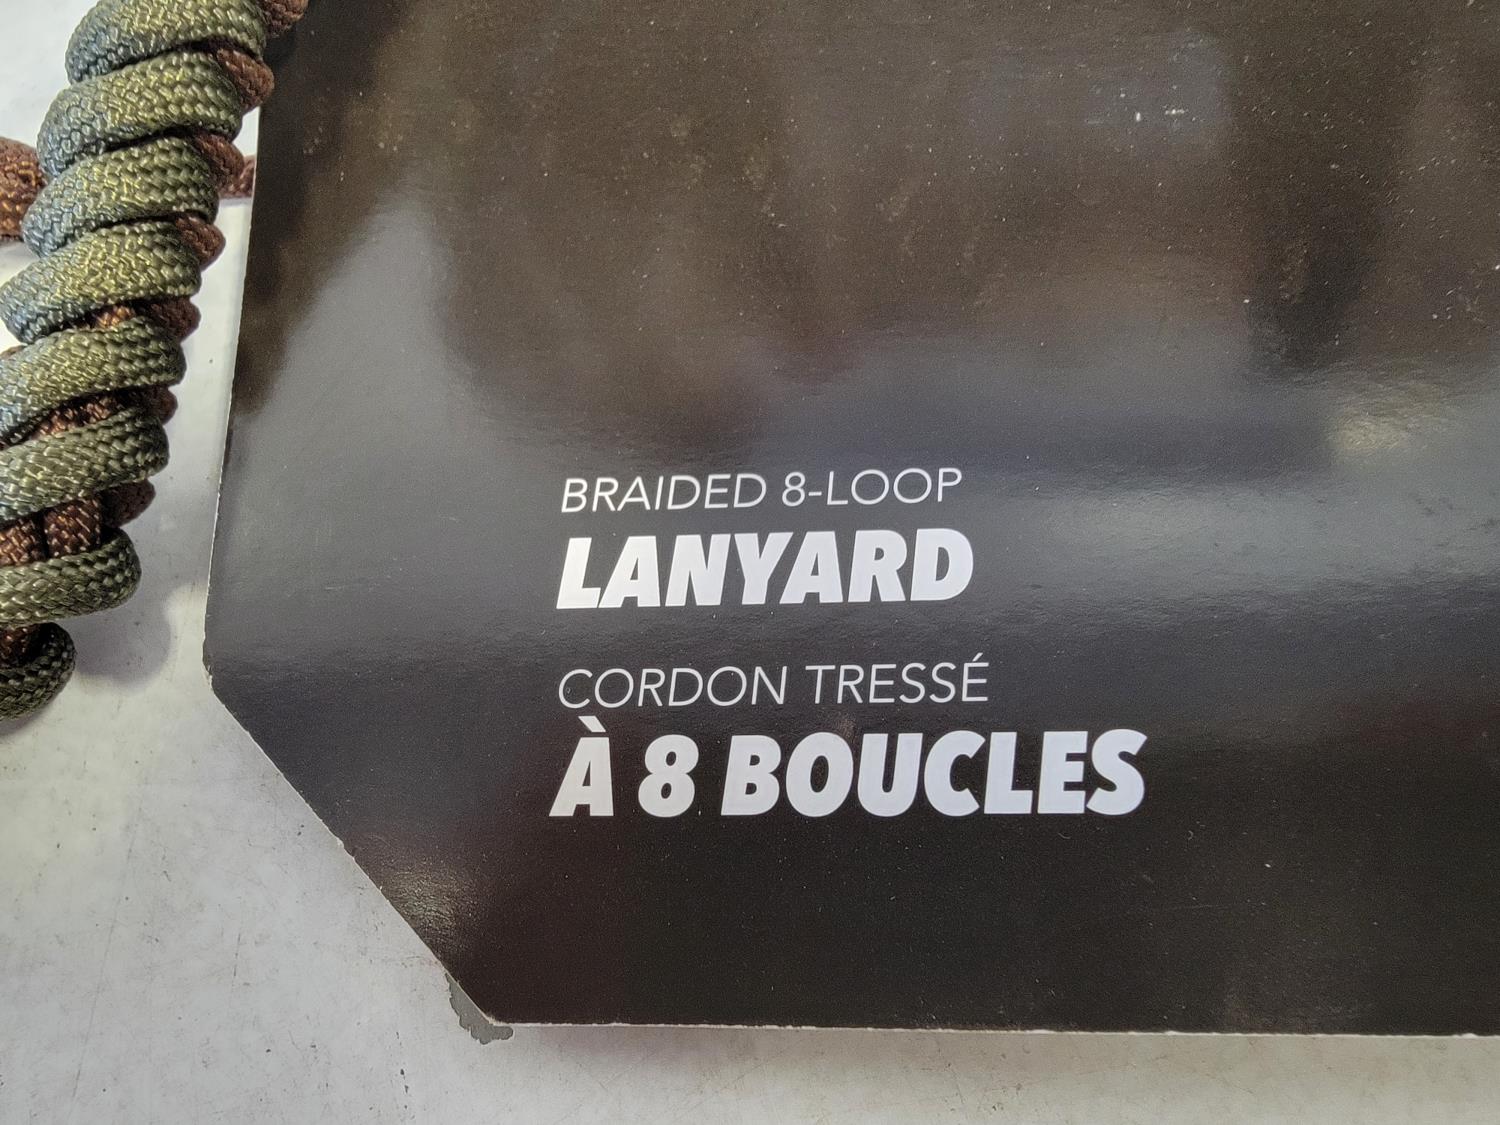 BRAIDED 8-LOOP
LANYARD
CORDON TRESSÉ
À 8 BOUCLES